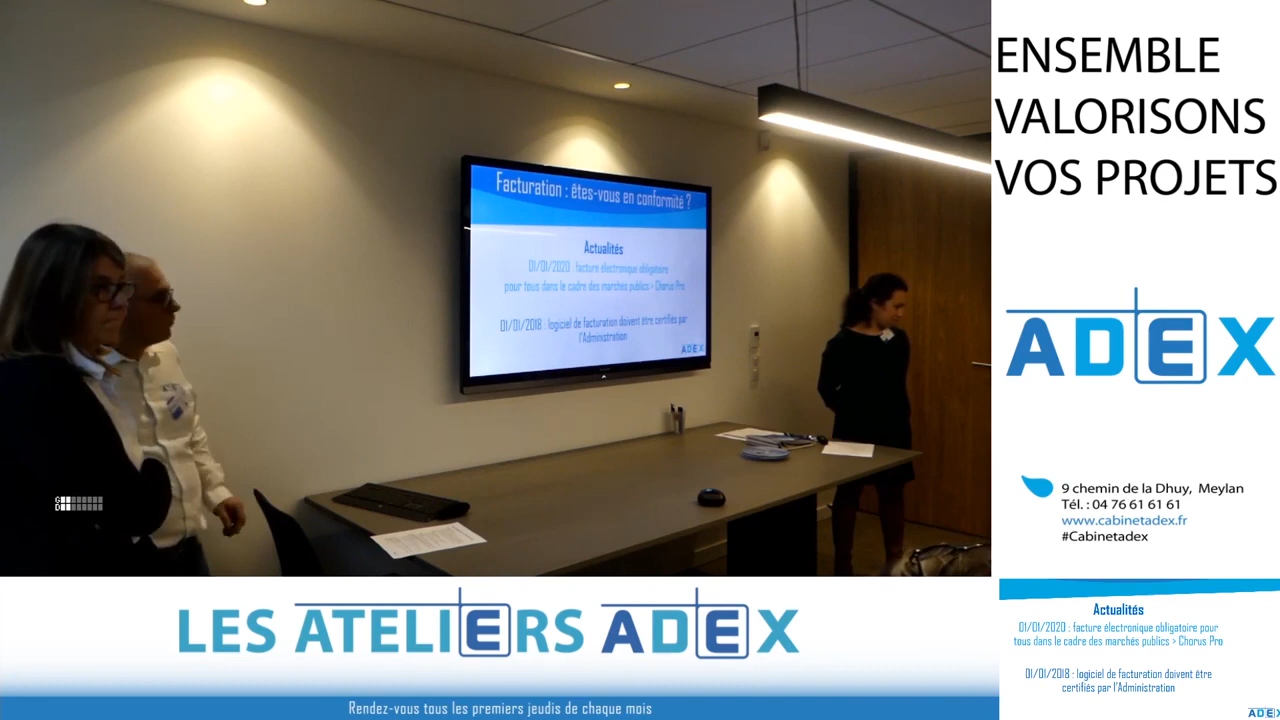 ENSEMBLE
VALORISONS
VOS PROJETS
Facturation : êtes-vous en conformité ?
Actualités
01/01/2020 facture électronique obligatoire
pour tous dans le cadre des marchés publics > Chorus Pro
01/01/2018 : logiciel de facturation doivent être certifiés par
l'Administration
ADEX
ADEX
9 chemin de la Dhuy, Meylan
Tél. : 04 76 61 61 61
www.cabinetadex.fr
#Cabinetadex
G
D
LES ATELIERS ADEX
Rendez-vous tous les premiers jeudis de chaque mois
Actualités
01/01/2020 : facture électronique obligatoire pour
tous dans le cadre des marchés publics > Chorus Pro
01/01/2018 : logiciel de facturation doivent être
certifiés par l'Administration
ADEX